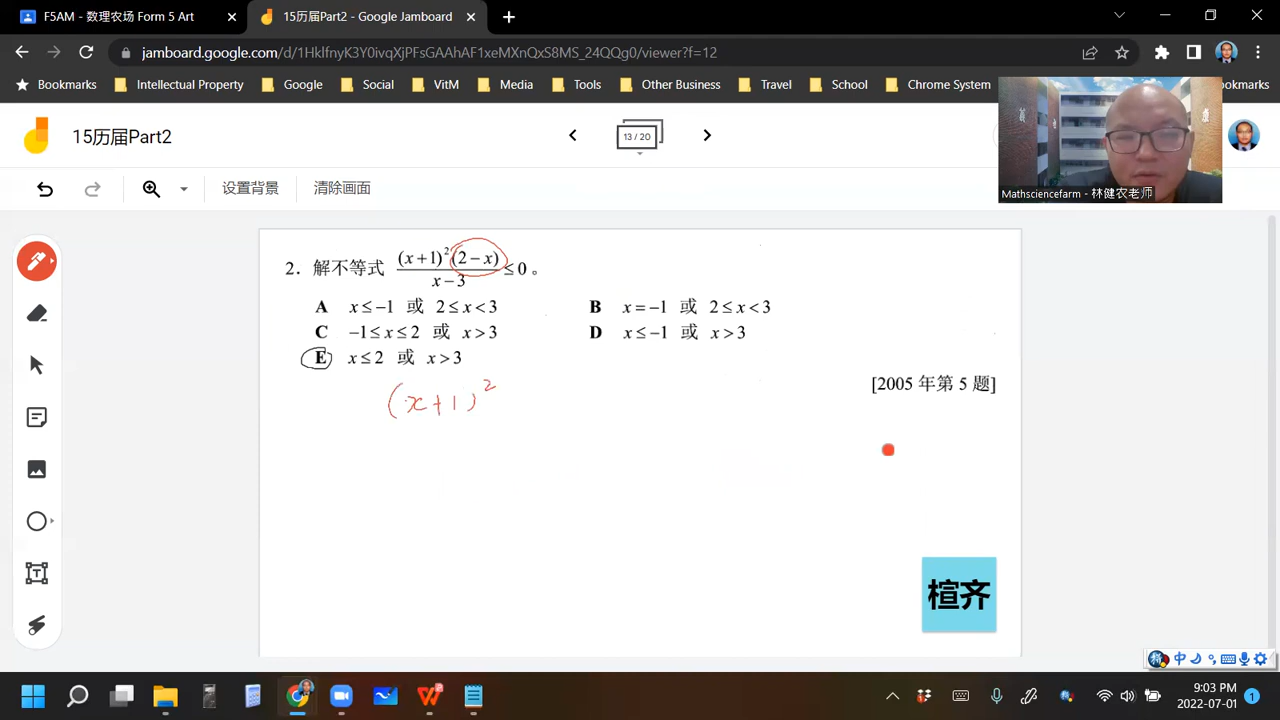 F5AM - 数理农场 Form 5 Art
15历届Part2 - Google Jamboard
jamboard.google.com/d/1HklfnyK3Y0ivqXjPFsGAAhAF1xeMXpQxS8MS_24QQg0/viewer?f=12
Bookmarks
Intellectual Property
Google
Social
VitM
Media
Tools
Other Business
Travel
School
Chrome System
okmarks
15历届Part2
13 / 20
设置背景
清除画面
Mathsciencefarm - 林健农老师
2. 解不等式 (x+1)²(2−x)/(x−3) ≤0 。
A x≤−1 或 2≤x<3
B x=−1 或 2≤x<3
C −1≤x≤2 或 x>3
D x≤−1 或 x>3
E x≤2 或 x>3
[2005 年第 5 题]
(x+1)²
楦齐
中
9:03 PM
2022-07-01
1